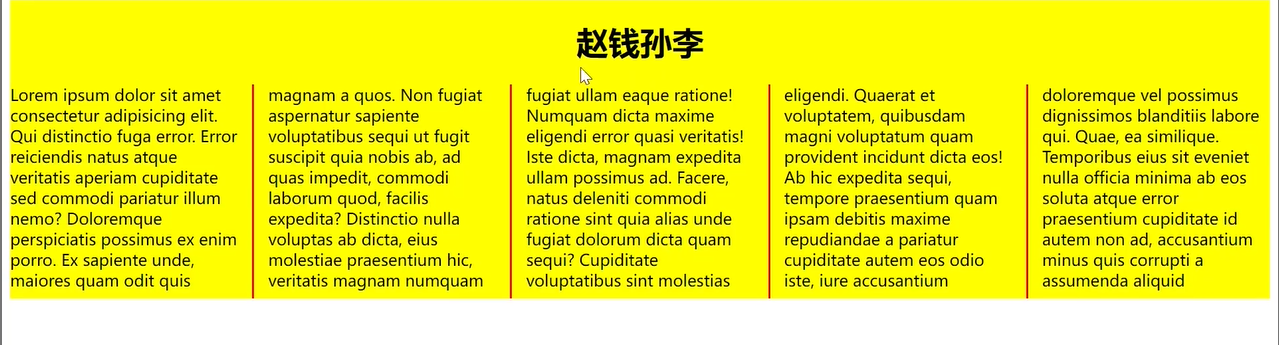 赵钱孙李
Lorem ipsum dolor sit amet
consectetur adipisicing elit.
Qui distinctio fuga error. Error
reiciendis natus atque
veritatis aperiam cupiditate
sed commodi pariatur illum
nemo? Doloremque
perspiciatis possimus ex enim
porro. Ex sapiente unde,
maiores quam odit quis
magnam a quos. Non fugiat
aspernatur sapiente
voluptatibus sequi ut fugit
suscipit quia nobis ab, ad
quas impedit, commodi
laborum quod, facilis
expedita? Distinctio nulla
voluptas ab dicta, eius
molestiae praesentium hic,
veritatis magnam numquam
fugiat ullam eaque ratione!
Numquam dicta maxime
eligendi error quasi veritatis!
Iste dicta, magnam expedita
ullam possimus ad. Facere,
natus deleniti commodi
ratione sint quia alias unde
fugiat dolorum dicta quam
sequi? Cupiditate
voluptatibus sint molestias
eligendi. Quaerat et
voluptatem, quibusdam
magni voluptatum quam
provident incidunt dicta eos!
Ab hic expedita sequi,
tempore praesentium quam
ipsam debitis maxime
repudiandae a pariatur
cupiditate autem eos odio
iste, iure accusantium
doloremque vel possimus
dignissimos blanditiis labore
qui. Quae, ea similique.
Temporibus eius sit eveniet
nulla officia minima ab eos
soluta atque error
praesentium cupiditate id
autem non ad, accusantium
minus quis corrupti a
assumenda aliquid